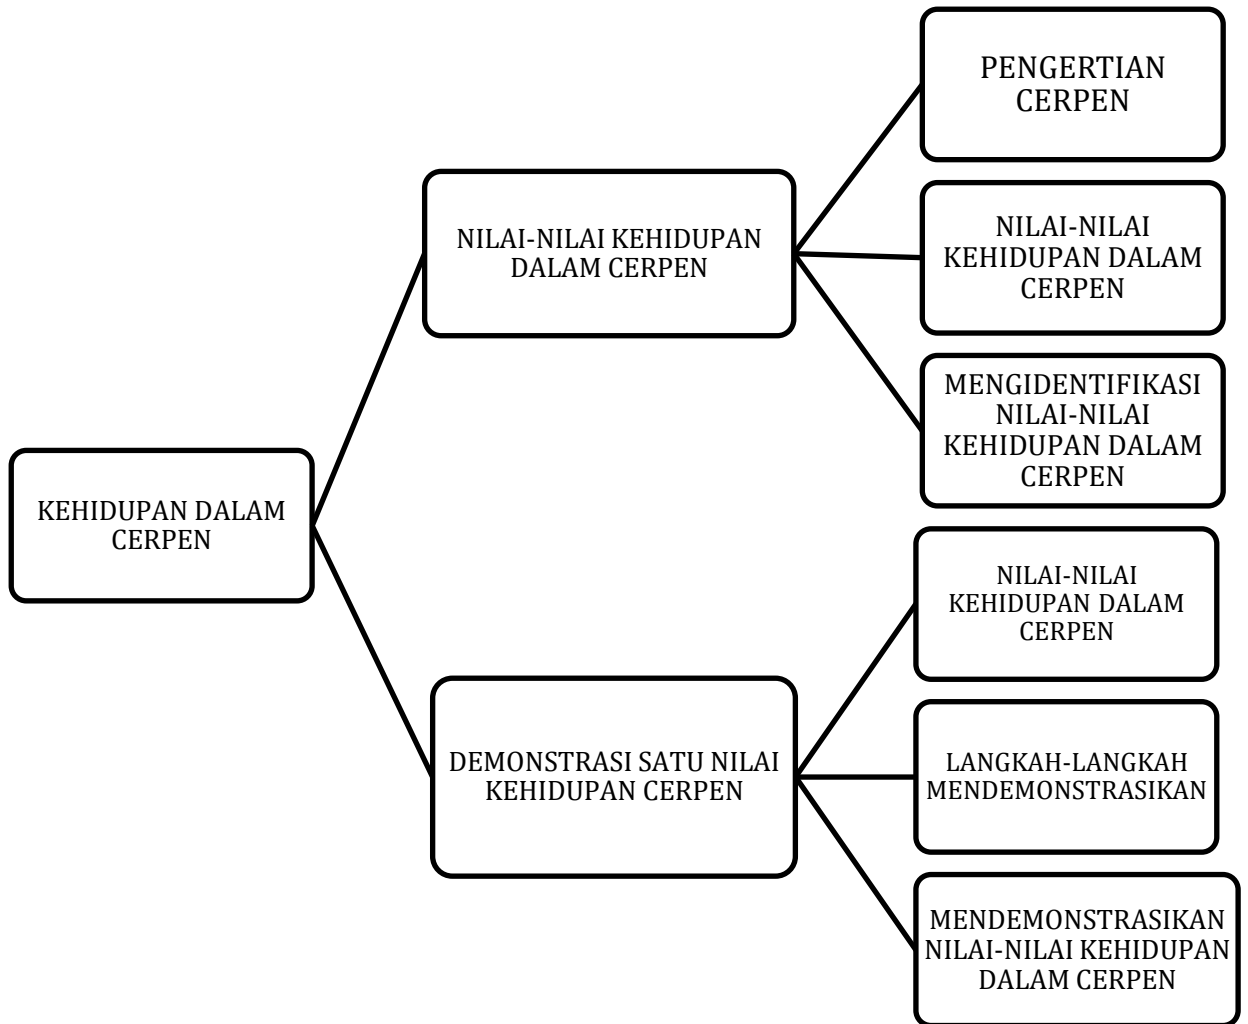 KEHIDUPAN DALAM
CERPEN
NILAI-NILAI KEHIDUPAN
DALAM CERPEN
PENGERTIAN
CERPEN
NILAI-NILAI
KEHIDUPAN DALAM
CERPEN
MENGIDENTIFIKASI
NILAI-NILAI
KEHIDUPAN DALAM
CERPEN
DEMONSTRASI SATU NILAI
KEHIDUPAN CERPEN
NILAI-NILAI
KEHIDUPAN DALAM
CERPEN
LANGKAH-LANGKAH
MENDEMONSTRASIKAN
MENDEMONSTRASIKAN
NILAI-NILAI KEHIDUPAN
DALAM CERPEN